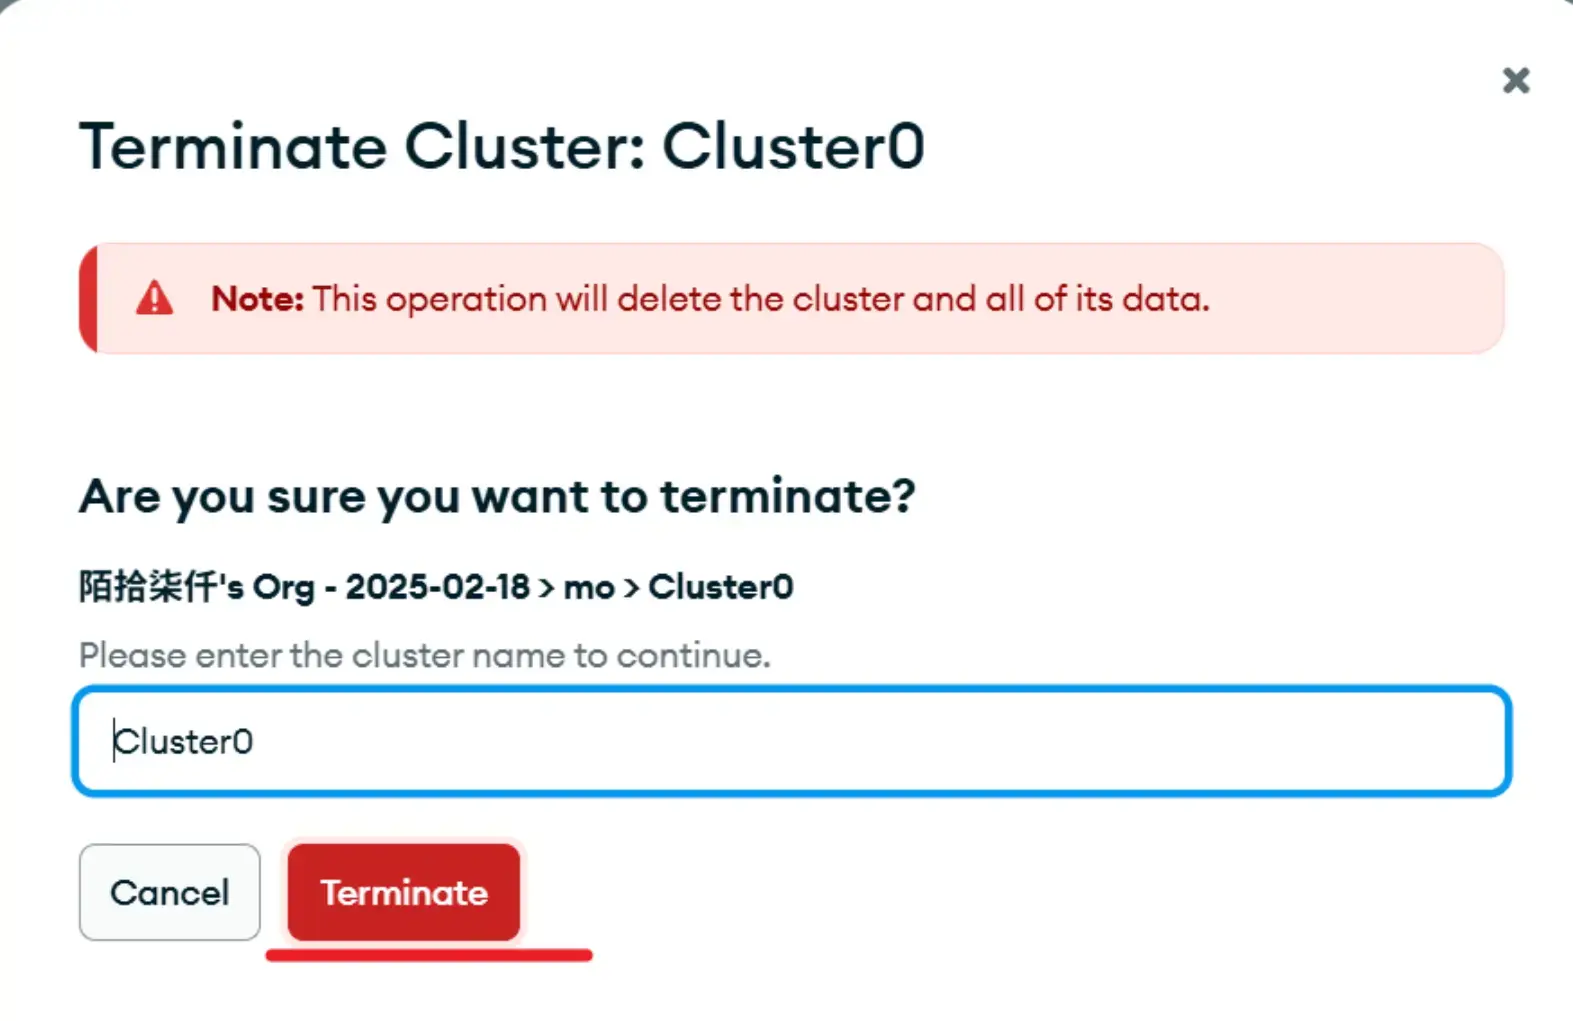 Terminate Cluster: Cluster0
Note: This operation will delete the cluster and all of its data.
Are you sure you want to terminate?
陌拾柒仟's Org - 2025-02-18 > mo > Cluster0
Please enter the cluster name to continue.
Cluster0
Cancel
Terminate